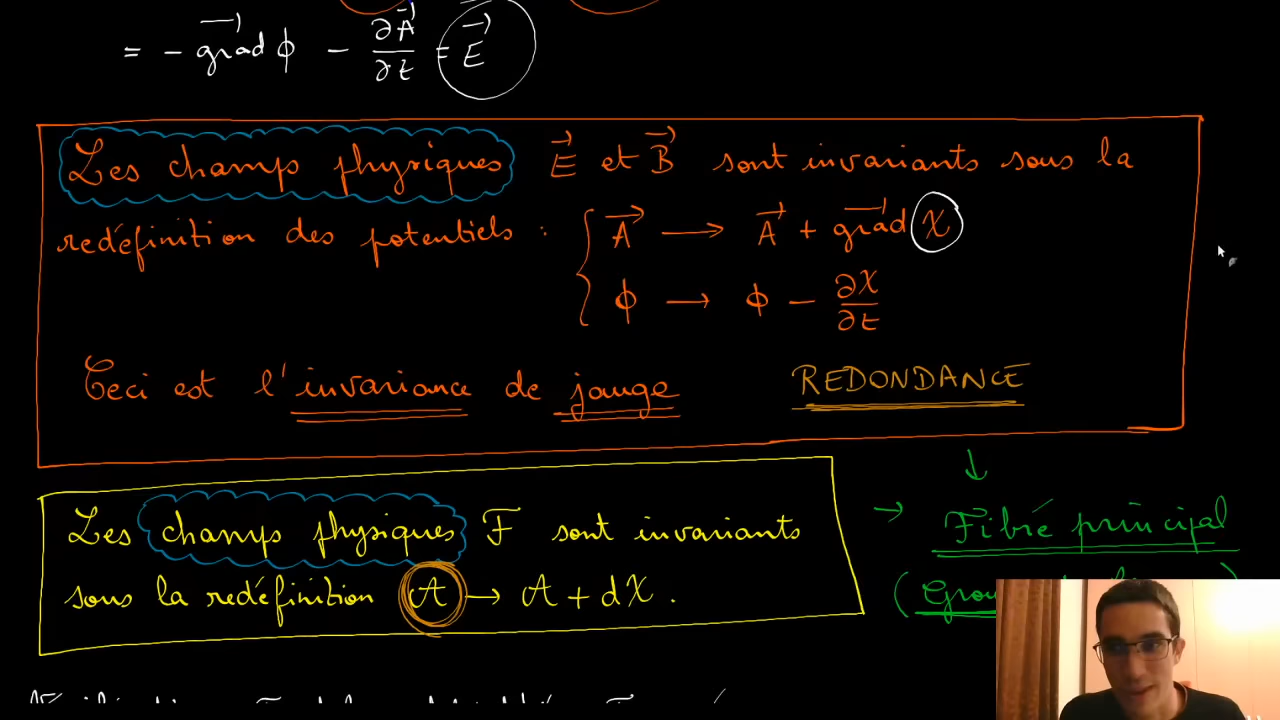 = - grad⃗ ϕ - ∂A⃗/∂t = E⃗
Les champs physiques E⃗ et B⃗ sont invariants sous la
redéfinition des potentiels : { A⃗ → A⃗ + grad⃗ χ
ϕ → ϕ - ∂χ/∂t
Ceci est l'invariance de jauge REDONDANCE
↓
Les champs physiques F sont invariants
sous la redéfinition A → A + dχ .
→ Fibré principal